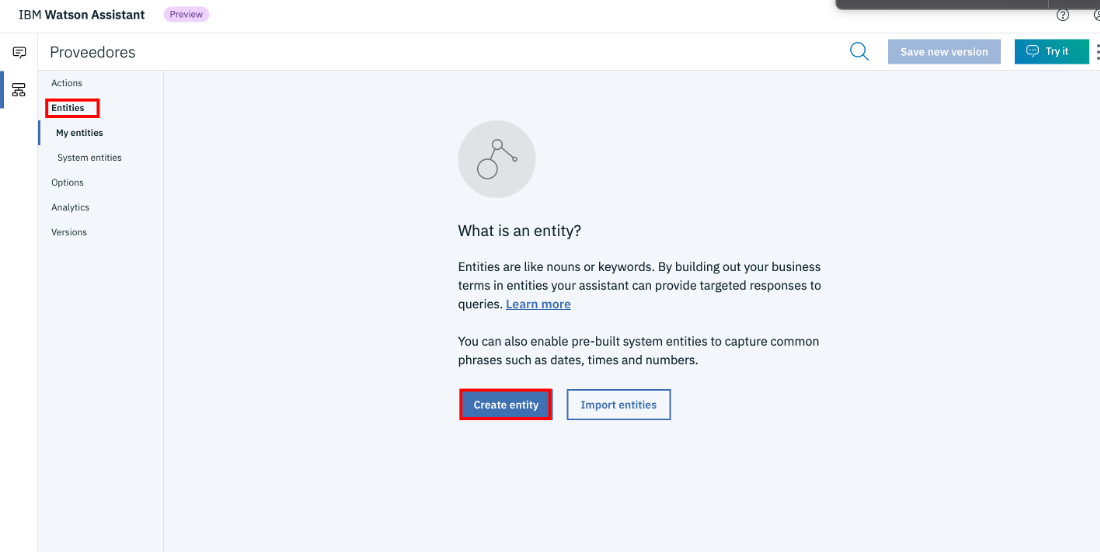 IBM Watson Assistant Preview
Proveedores
Save new version
Try it
Actions
Entities
My entities
System entities
Options
Analytics
Versions
What is an entity?
Entities are like nouns or keywords. By building out your business
terms in entities your assistant can provide targeted responses to
queries. Learn more
You can also enable pre-built system entities to capture common
phrases such as dates, times and numbers.
Create entity
Import entities